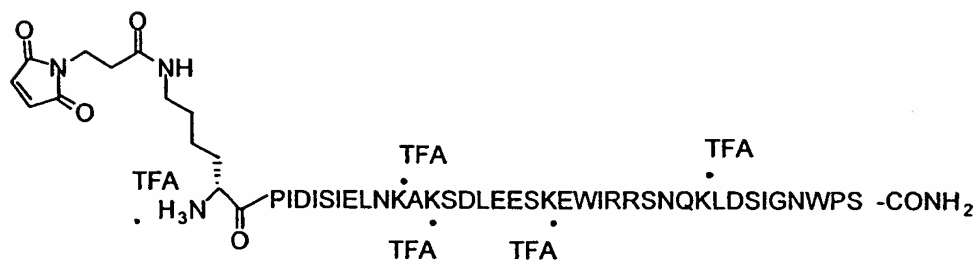 O
O
N
NH
O
TFA TFA
TFA
H₃N PIDISIELNKAKSDLEESKEWIRRSNQKLDSIGNWPS -CONH₂
O
TFA TFA